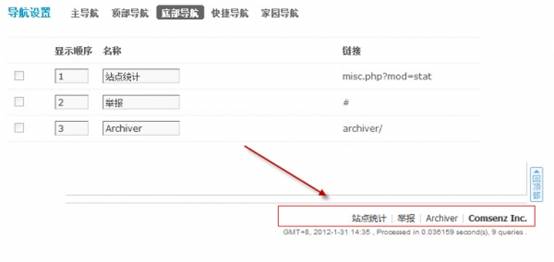 导航设置 主导航 顶部导航 底部导航 快捷导航 家园导航
显示顺序 名称 链接
1 站点统计 misc.php?mod=stat
2 举报 #
3 Archiver archiver/
回顶部
站点统计 | 举报 | Archiver | Comsenz Inc.
GMT+8, 2012-1-31 14:35 , Processed in 0.036159 second(s), 9 queries .